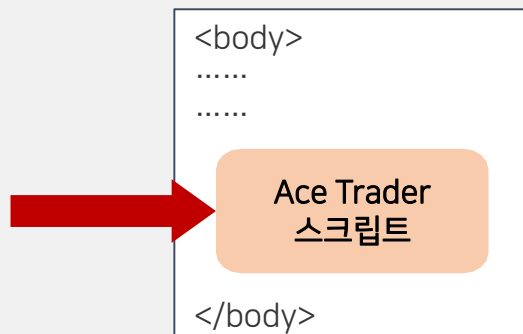 <body>
……
……
Ace Trader
스크립트
</body>